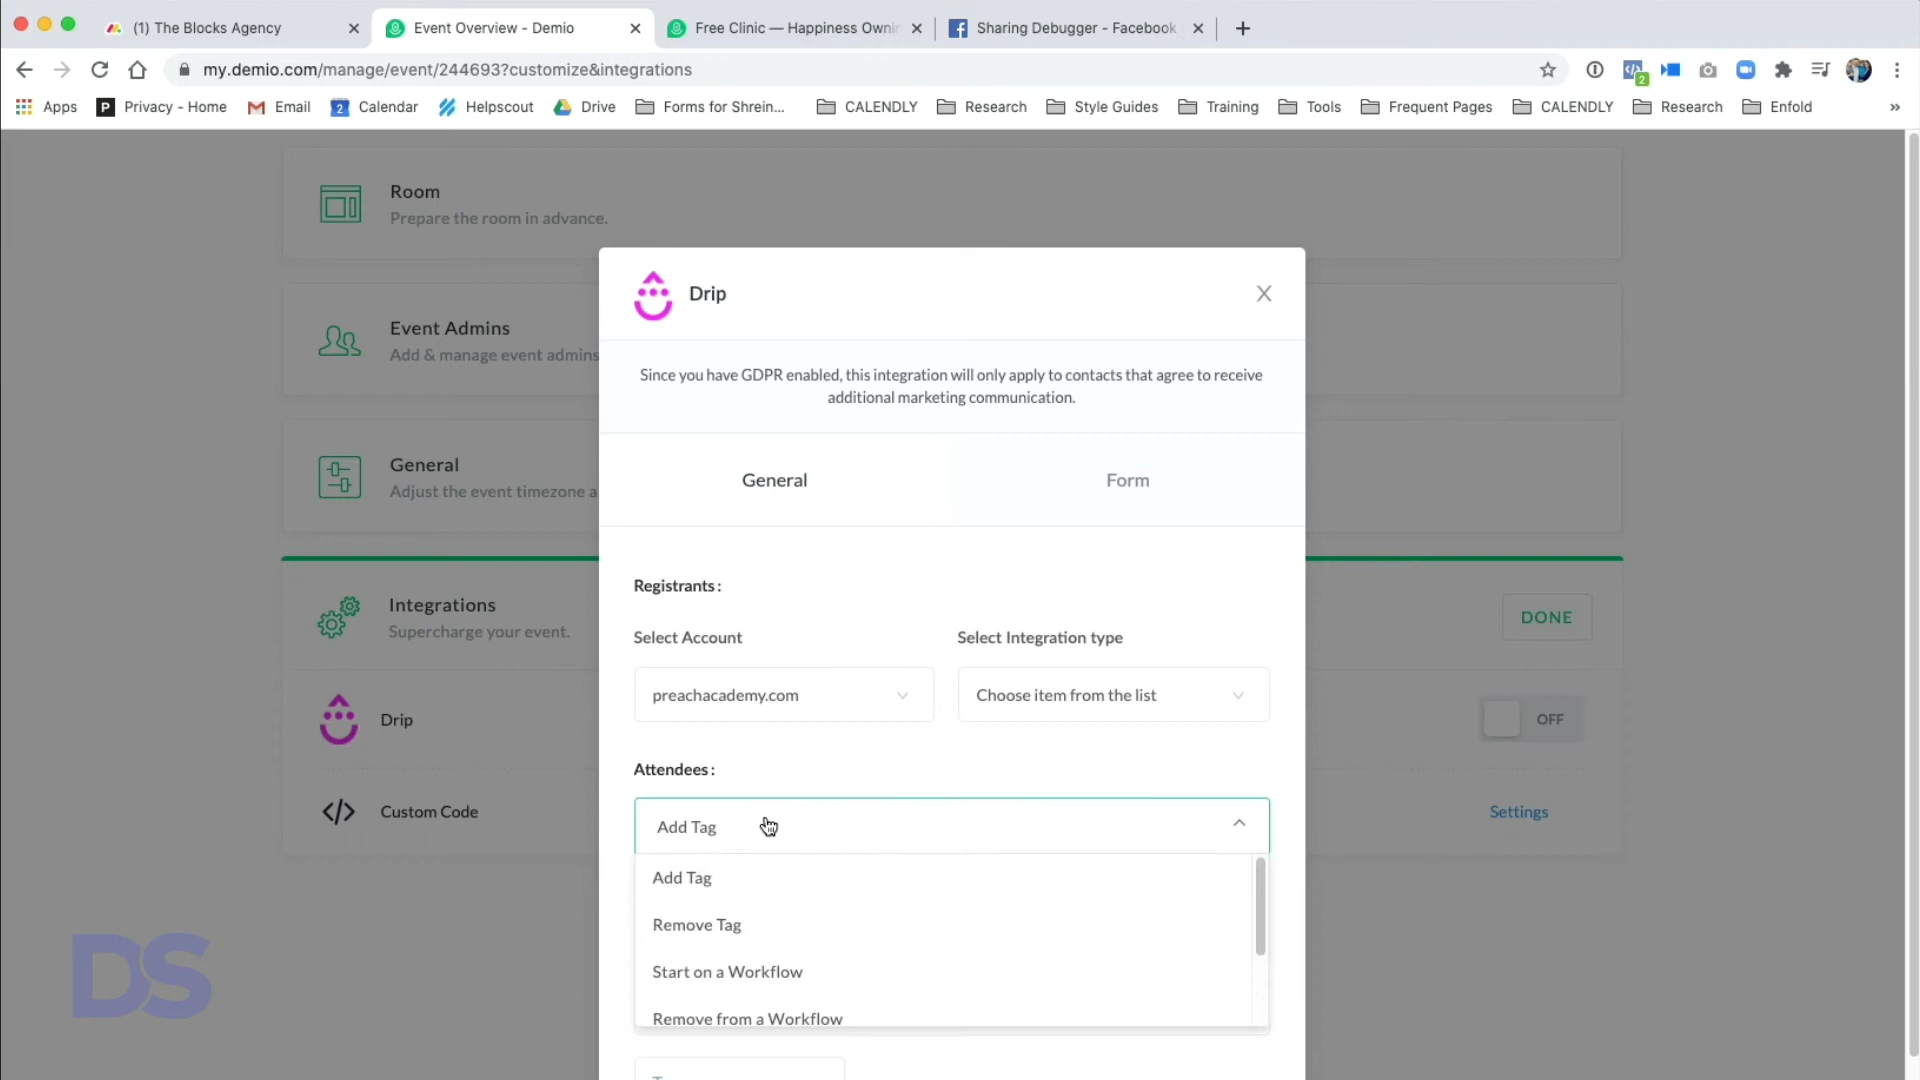 (1) The Blocks Agency
Event Overview - Demio
Free Clinic — Happiness Ownin
Sharing Debugger - Facebook
my.demio.com/manage/event/244693?customize&integrations
2
Apps
P
Privacy - Home
Email
2
Calendar
Helpscout
Drive
Forms for Shrein...
CALENDLY
Research
Style Guides
Training
Tools
Frequent Pages
CALENDLY
Research
Enfold
»
Room
Prepare the room in advance.
Event Admins
Add & manage event admins
General
Adjust the event timezone a
Integrations
Supercharge your event.
DONE
Drip
OFF
Custom Code
Settings
Drip
X
Since you have GDPR enabled, this integration will only apply to contacts that agree to receive
additional marketing communication.
General
Form
Registrants:
Select Account
Select Integration type
preachacademy.com
Choose item from the list
Attendees:
Add Tag
Add Tag
Remove Tag
Start on a Workflow
Remove from a Workflow
DS